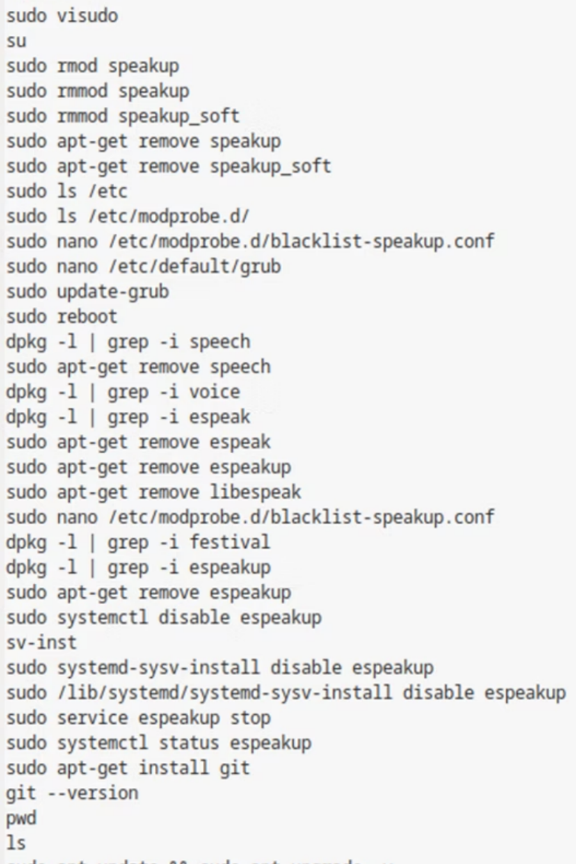 sudo visudo
su
sudo rmod speakup
sudo rmmod speakup
sudo rmmod speakup_soft
sudo apt-get remove speakup
sudo apt-get remove speakup_soft
sudo ls /etc
sudo ls /etc/modprobe.d/
sudo nano /etc/modprobe.d/blacklist-speakup.conf
sudo nano /etc/default/grub
sudo update-grub
sudo reboot
dpkg -l | grep -i speech
sudo apt-get remove speech
dpkg -l | grep -i voice
dpkg -l | grep -i espeak
sudo apt-get remove espeak
sudo apt-get remove espeakup
sudo apt-get remove libespeak
sudo nano /etc/modprobe.d/blacklist-speakup.conf
dpkg -l | grep -i festival
dpkg -l | grep -i espeakup
sudo apt-get remove espeakup
sudo systemctl disable espeakup
sv-inst
sudo systemd-sysv-install disable espeakup
sudo /lib/systemd/systemd-sysv-install disable espeakup
sudo service espeakup stop
sudo systemctl status espeakup
sudo apt-get install git
git --version
pwd
ls